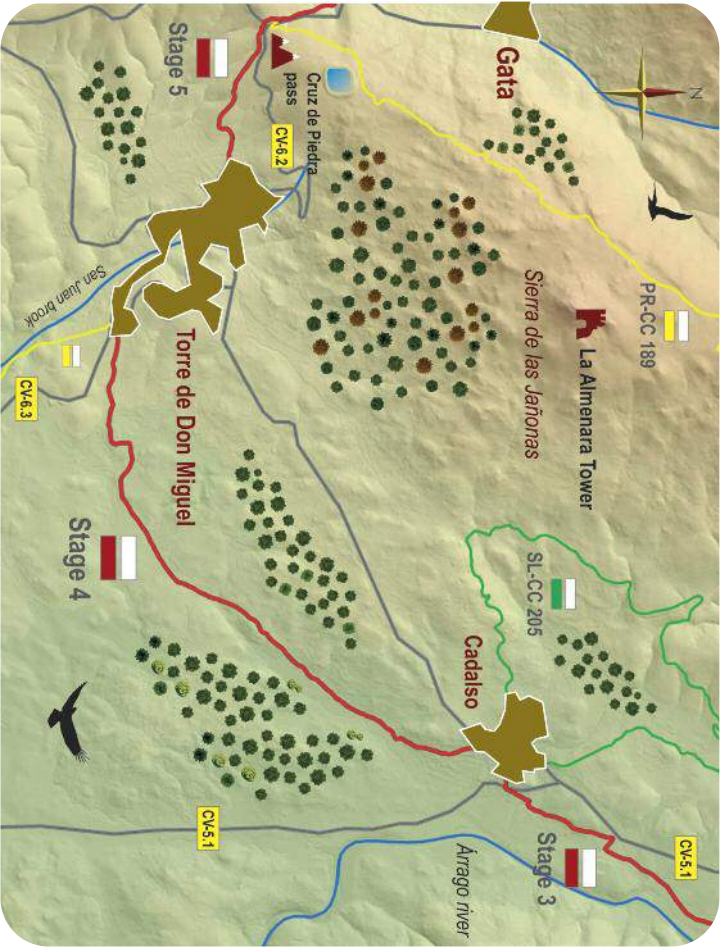 N
Gata
PR-CC 189
La Almenara Tower
Sierra de las Jañonas
Cruz de Piedra
pass
CV-6.2
Stage 5
San Juan brook
CV-6.3
Torre de Don Miguel
Stage 4
SL-CC 205
Cadalso
CV-5.1
Stage 3
CV-5.1
Árrago river